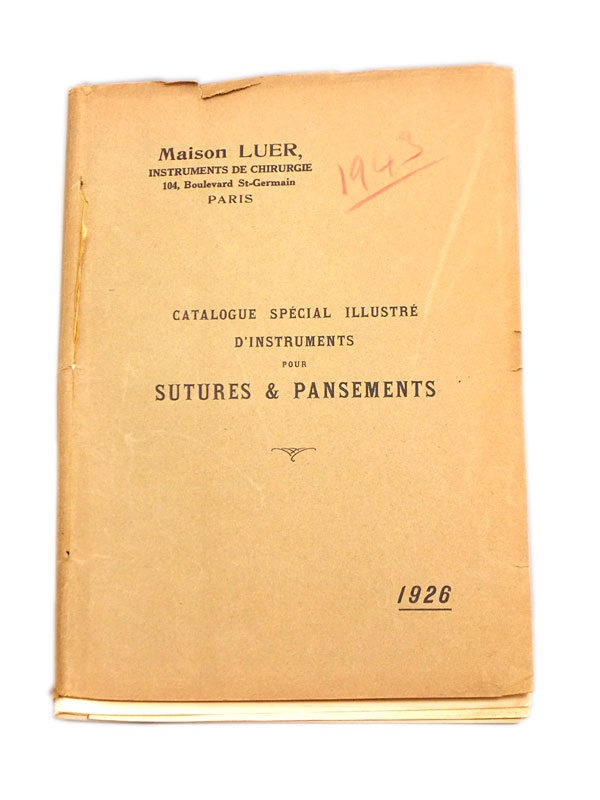 Maison LUER,
INSTRUMENTS DE CHIRURGIE
104, Boulevard St-Germain
PARIS
1943
CATALOGUE SPÉCIAL ILLUSTRÉ
D'INSTRUMENTS
POUR
SUTURES & PANSEMENTS
1926